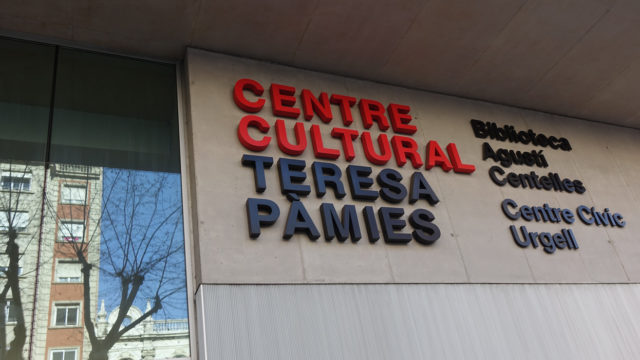 CENTRE
CULTURAL
TERESA
PÀMIES
Biblioteca
Agustí
Centelles
Centre Cívic
Urgell